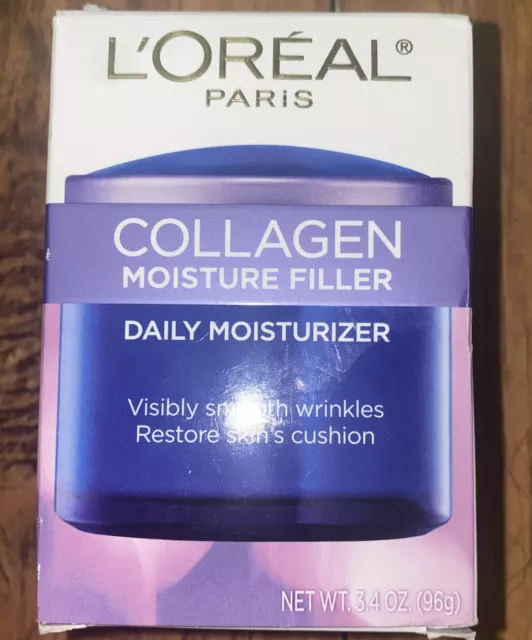 L'ORÉAL®
PARiS
COLLAGEN
MOISTURE FILLER
DAILY MOISTURIZER
Visibly smooth wrinkles
Restore skin's cushion
NET WT. 3.4 OZ. (96g)